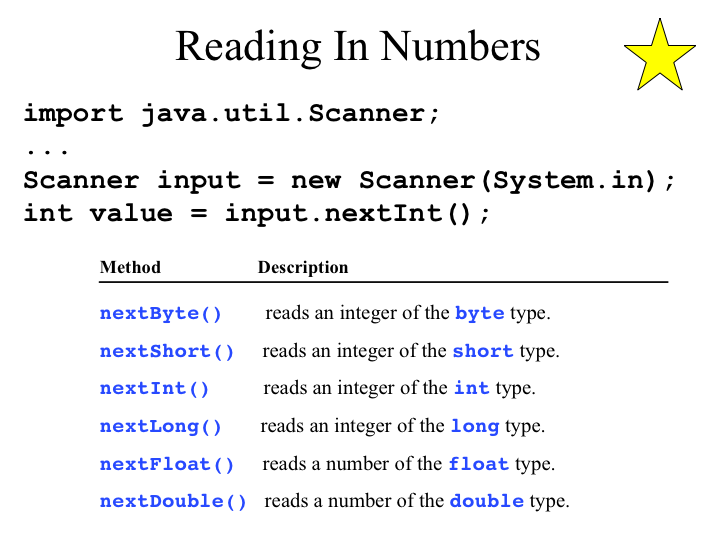 Reading In Numbers
import java.util.Scanner;
...
Scanner input = new Scanner(System.in);
int value = input.nextInt();
Method Description
nextByte() reads an integer of the byte type.
nextShort() reads an integer of the short type.
nextInt() reads an integer of the int type.
nextLong() reads an integer of the long type.
nextFloat() reads a number of the float type.
nextDouble() reads a number of the double type.